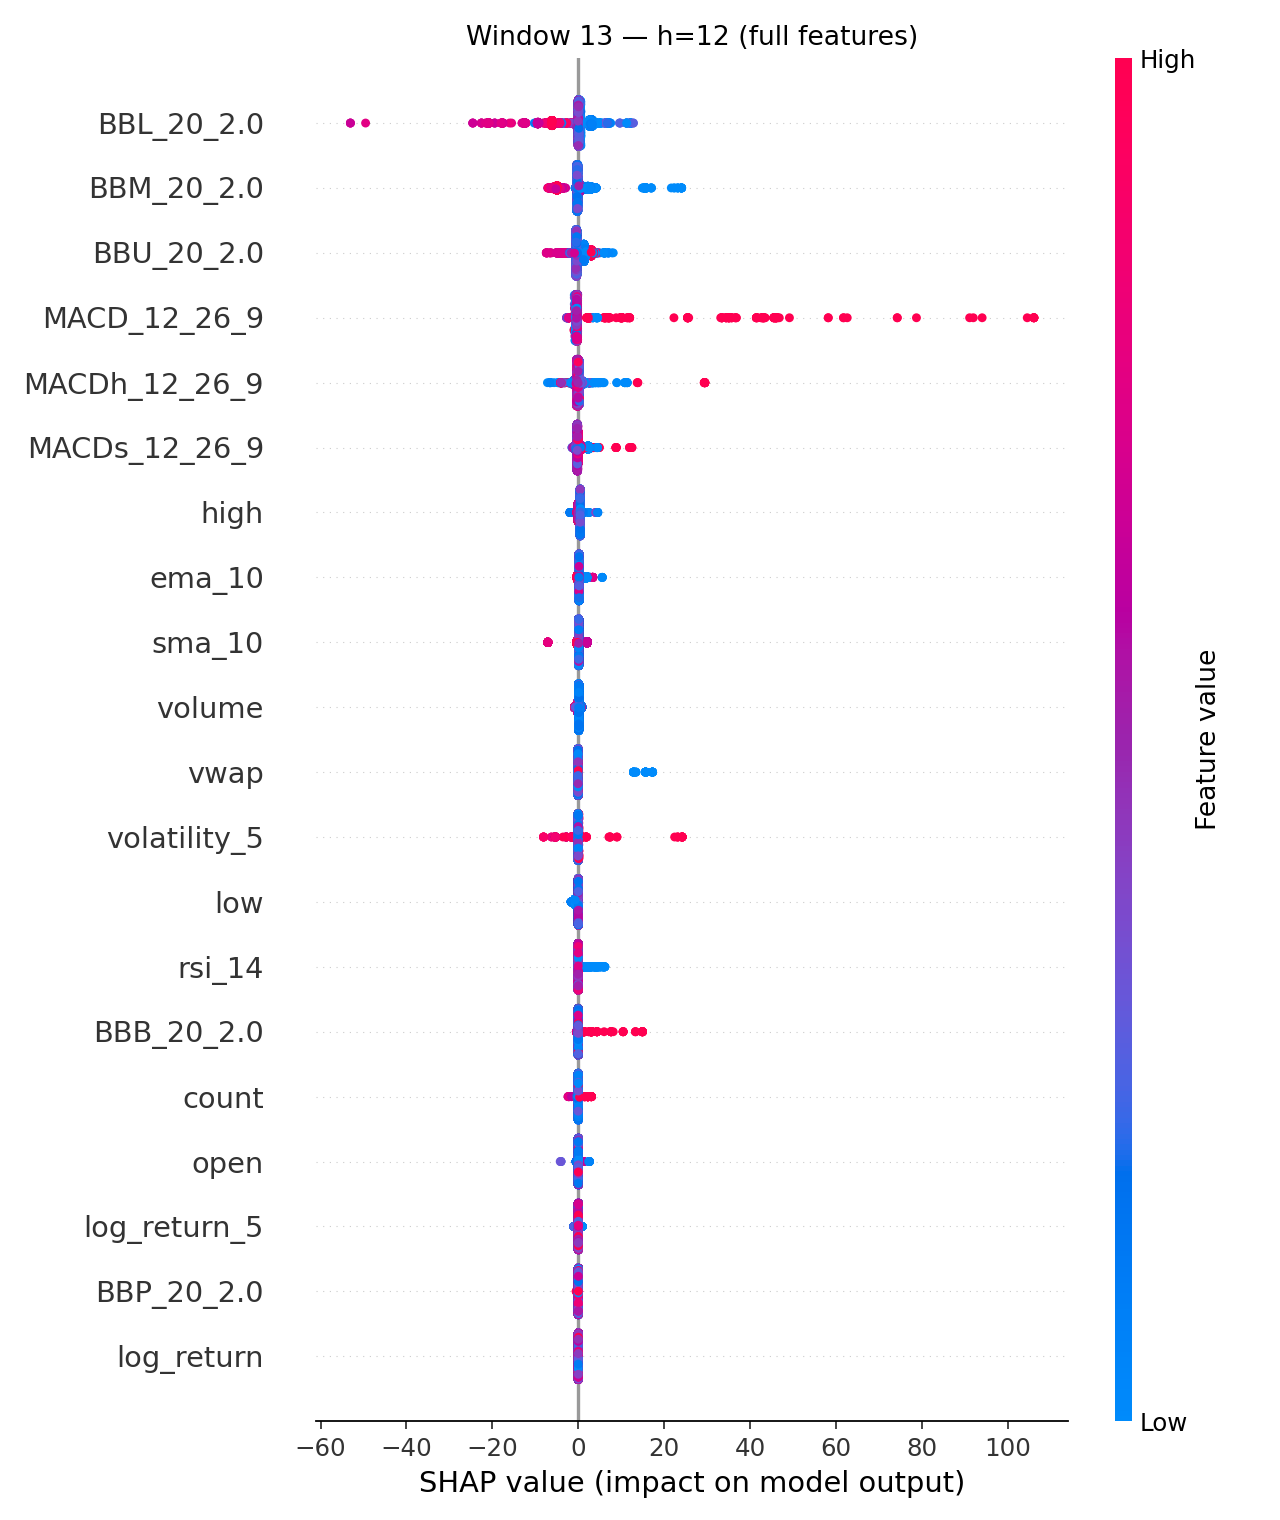 Window 13 — h=12 (full features)
High
BBL_20_2.0
BBM_20_2.0
BBU_20_2.0
MACD_12_26_9
MACDh_12_26_9
MACDs_12_26_9
high
ema_10
sma_10
volume
vwap
volatility_5
low
rsi_14
BBB_20_2.0
count
open
log_return_5
BBP_20_2.0
log_return
Feature value
Low
−60 −40 −20 0 20 40 60 80 100
SHAP value (impact on model output)